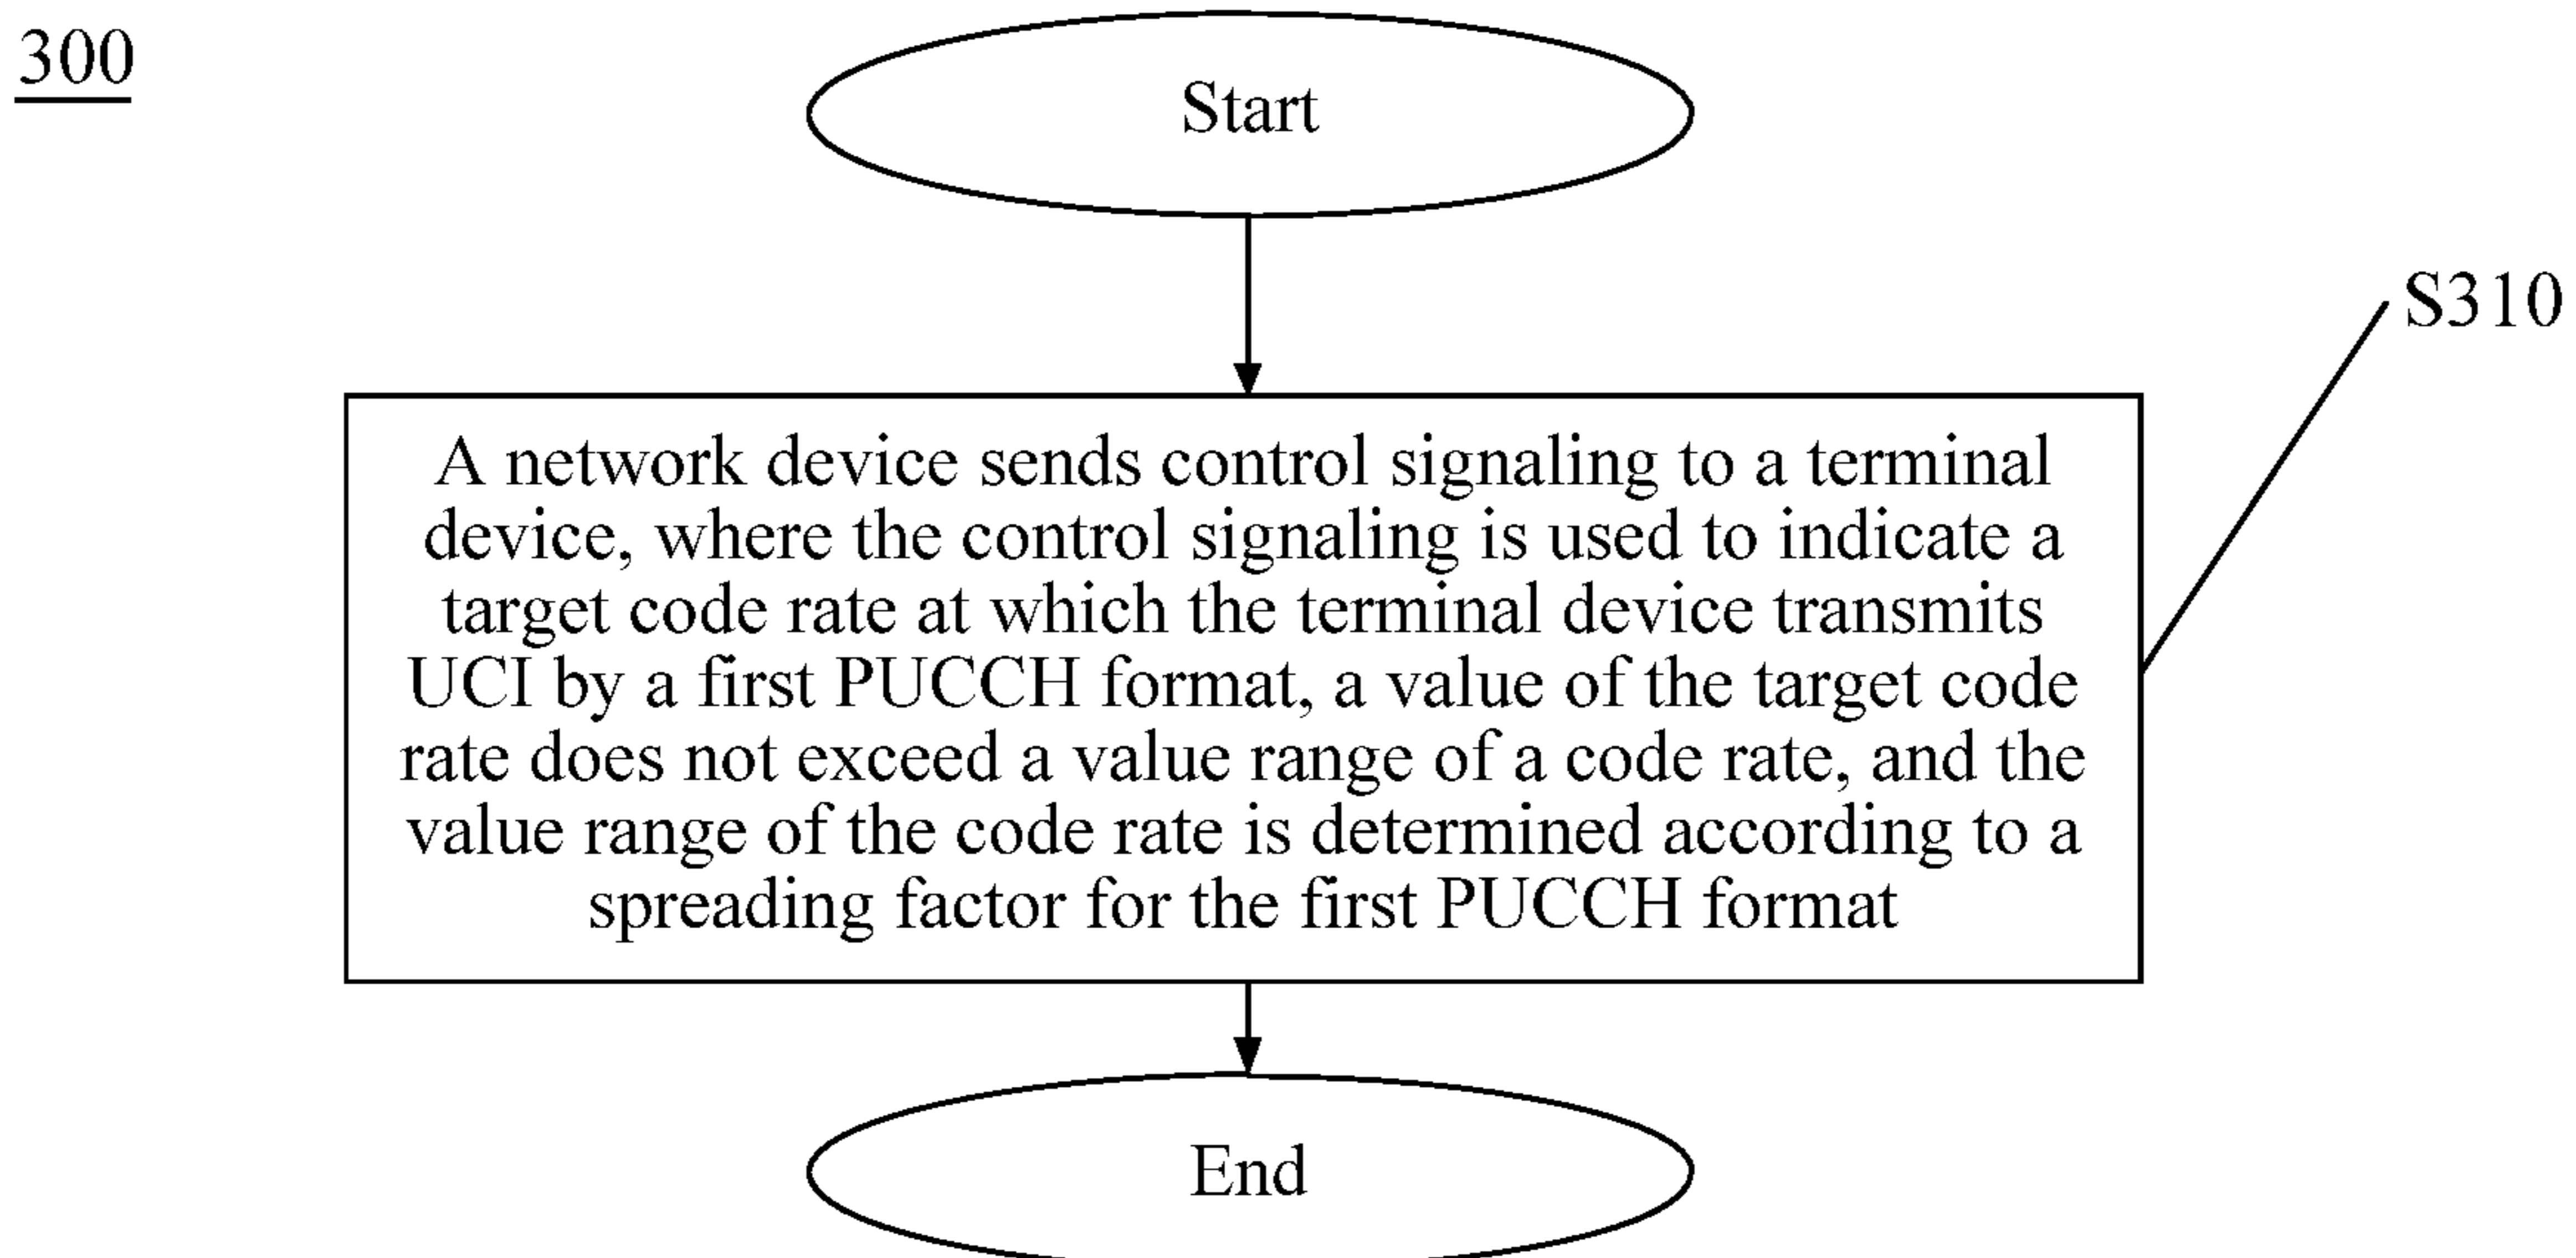 300
Start
S310
A network device sends control signaling to a terminal
device, where the control signaling is used to indicate a
target code rate at which the terminal device transmits
UCI by a first PUCCH format, a value of the target code
rate does not exceed a value range of a code rate, and the
value range of the code rate is determined according to a
spreading factor for the first PUCCH format
End